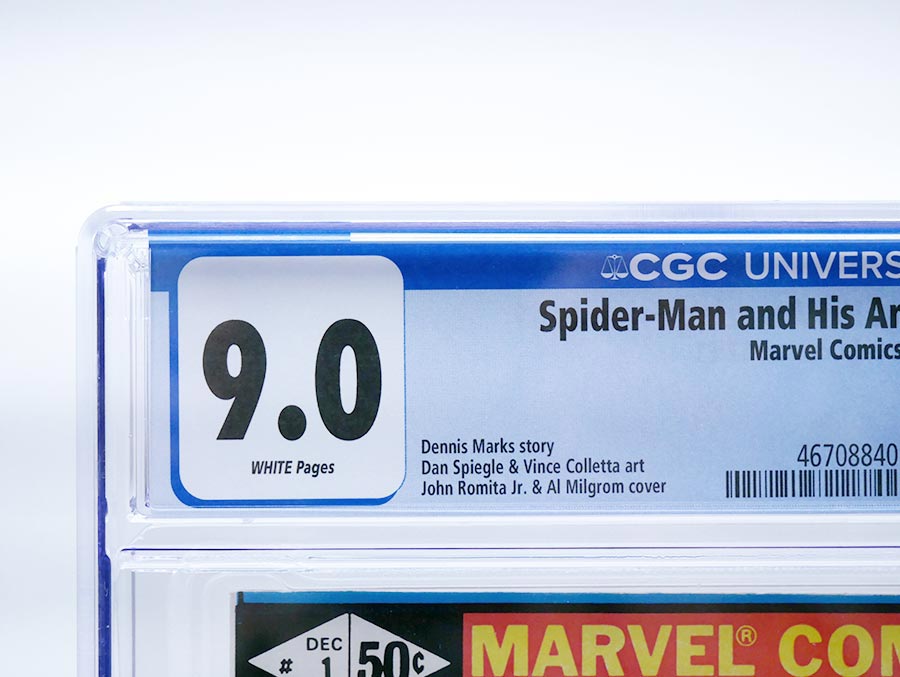 CGC UNIVERS
9.0
WHITE Pages
Spider-Man and His Ar
Marvel Comics
Dennis Marks story
Dan Spiegle & Vince Colletta art
John Romita Jr. & Al Milgrom cover
46708840
DEC
# 1
50¢
MARVEL® COM